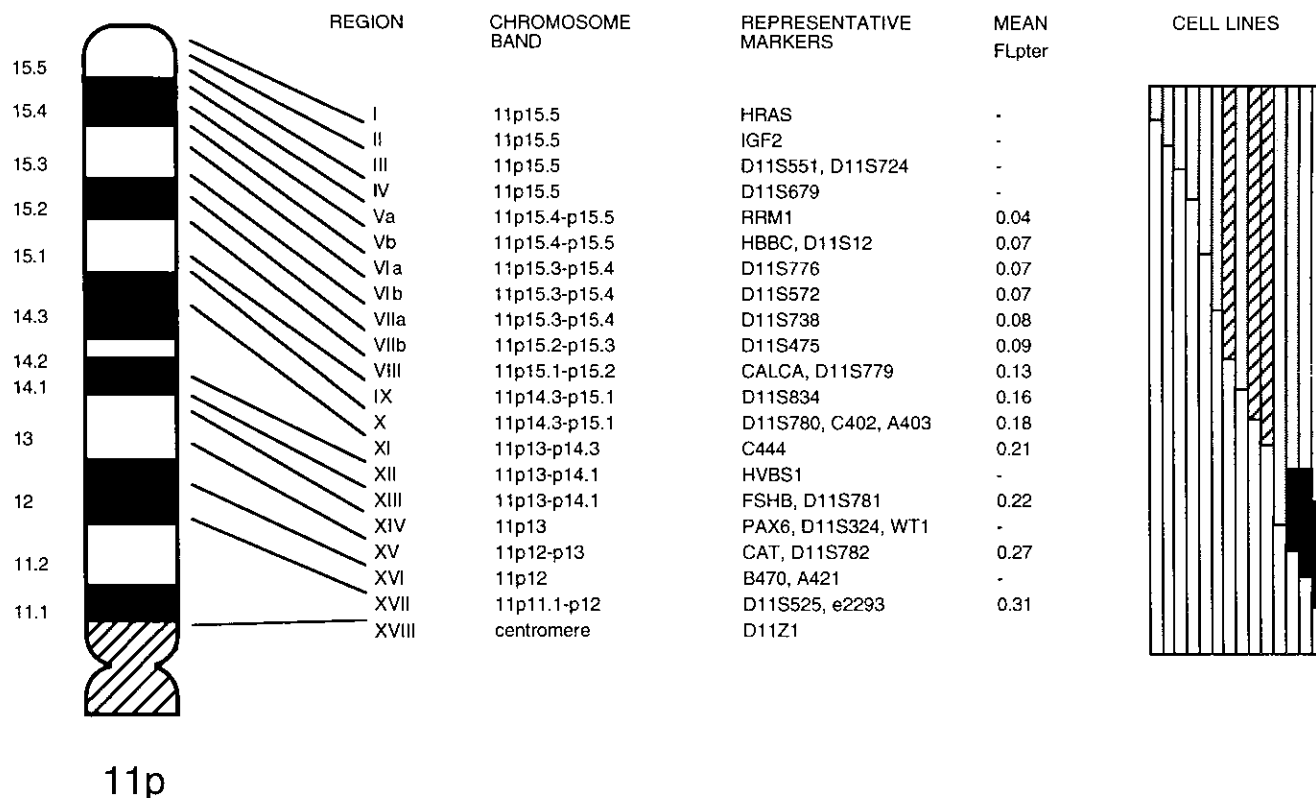 REGION CHROMOSOME BAND REPRESENTATIVE MARKERS MEAN FLpter CELL LINES
15.5
15.4
15.3
15.2
15.1
14.3
14.2
14.1
13
12
11.2
11.1
I 11p15.5 HRAS -
II 11p15.5 IGF2 -
III 11p15.5 D11S551, D11S724 -
IV 11p15.5 D11S679 -
Va 11p15.4-p15.5 RRM1 0.04
Vb 11p15.4-p15.5 HBBC, D11S12 0.07
VIa 11p15.3-p15.4 D11S776 0.07
VIb 11p15.3-p15.4 D11S572 0.07
VIIa 11p15.3-p15.4 D11S738 0.08
VIIb 11p15.2-p15.3 D11S475 0.09
VIII 11p15.1-p15.2 CALCA, D11S779 0.13
IX 11p14.3-p15.1 D11S834 0.16
X 11p14.3-p15.1 D11S780, C402, A403 0.18
XI 11p13-p14.3 C444 0.21
XII 11p13-p14.1 HVBS1 -
XIII 11p13-p14.1 FSHB, D11S781 0.22
XIV 11p13 PAX6, D11S324, WT1 -
XV 11p12-p13 CAT, D11S782 0.27
XVI 11p12 B470, A421 -
XVII 11p11.1-p12 D11S525, e2293 0.31
XVIII centromere D11Z1
11p